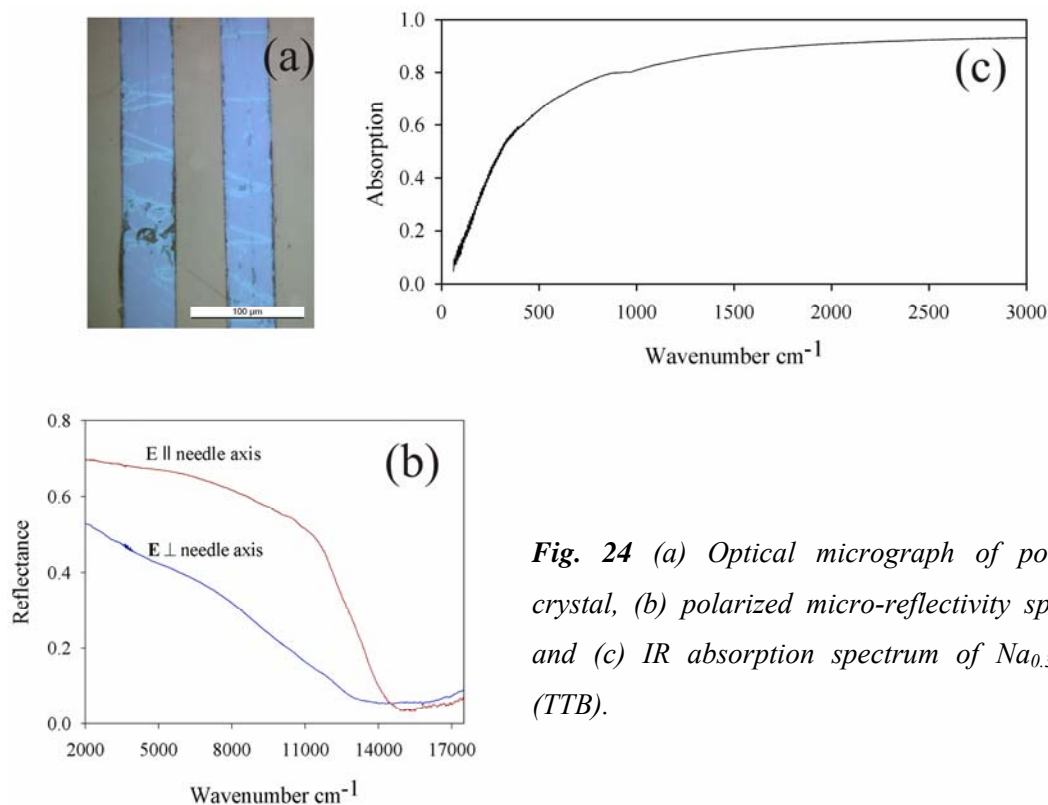 (a)
100 µm
(c)
Absorption
1.0
0.8
0.6
0.4
0.2
0.0
0 500 1000 1500 2000 2500 3000
Wavenumber cm-1
(b)
Reflectance
0.8
0.6
0.4
0.2
0.0
E || needle axis
E ⊥ needle axis
2000 5000 8000 11000 14000 17000
Wavenumber cm-1
Fig. 24 (a) Optical micrograph of
crystal, (b) polarized micro-reflectivity
and (c) IR absorption spectrum of
(TTB).